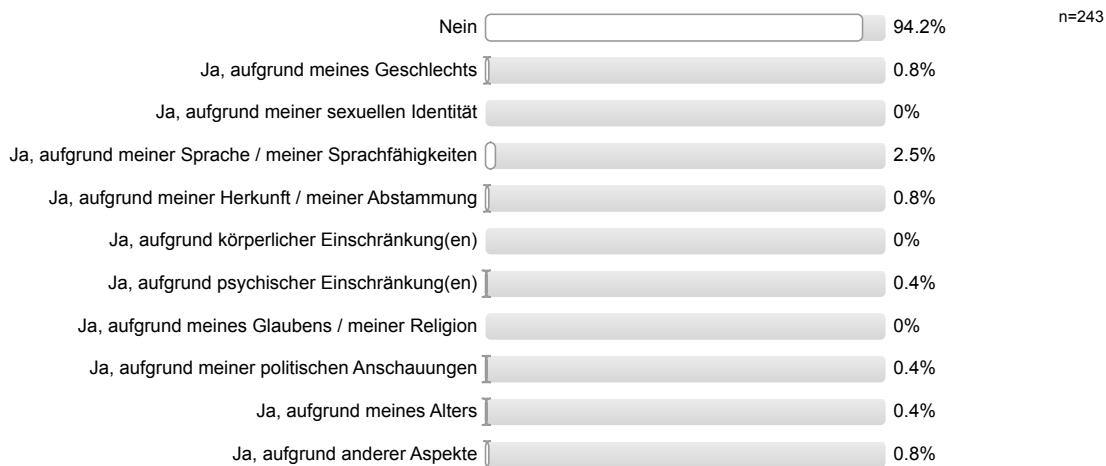 Nein 94.2% n=243
Ja, aufgrund meines Geschlechts 0.8%
Ja, aufgrund meiner sexuellen Identität 0%
Ja, aufgrund meiner Sprache / meiner Sprachfähigkeiten 2.5%
Ja, aufgrund meiner Herkunft / meiner Abstammung 0.8%
Ja, aufgrund körperlicher Einschränkung(en) 0%
Ja, aufgrund psychischer Einschränkung(en) 0.4%
Ja, aufgrund meines Glaubens / meiner Religion 0%
Ja, aufgrund meiner politischen Anschauungen 0.4%
Ja, aufgrund meines Alters 0.4%
Ja, aufgrund anderer Aspekte 0.8%